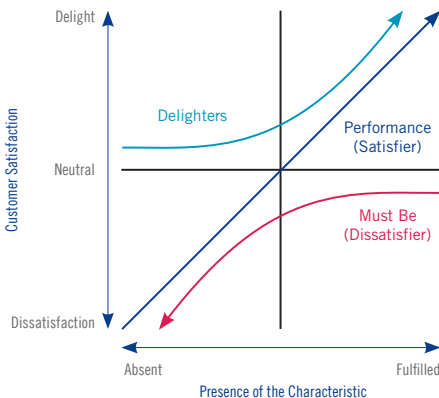 Delight
Delighters
Performance
(Satisfier)
Customer Satisfaction
Neutral
Must Be
(Dissatisfier)
Dissatisfaction
Absent
Fulfilled
Presence of the Characteristic